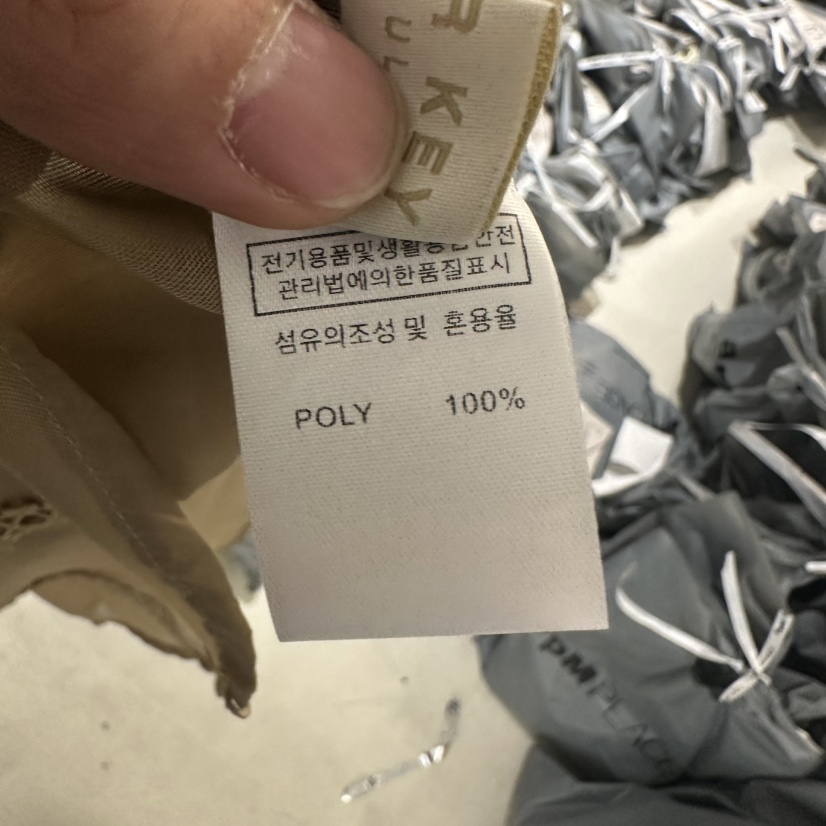 KEY
전기용품및생활용품안전
관리법에의한품질표시
섬유의조성 및 혼용율
POLY 100%
PMPLACE